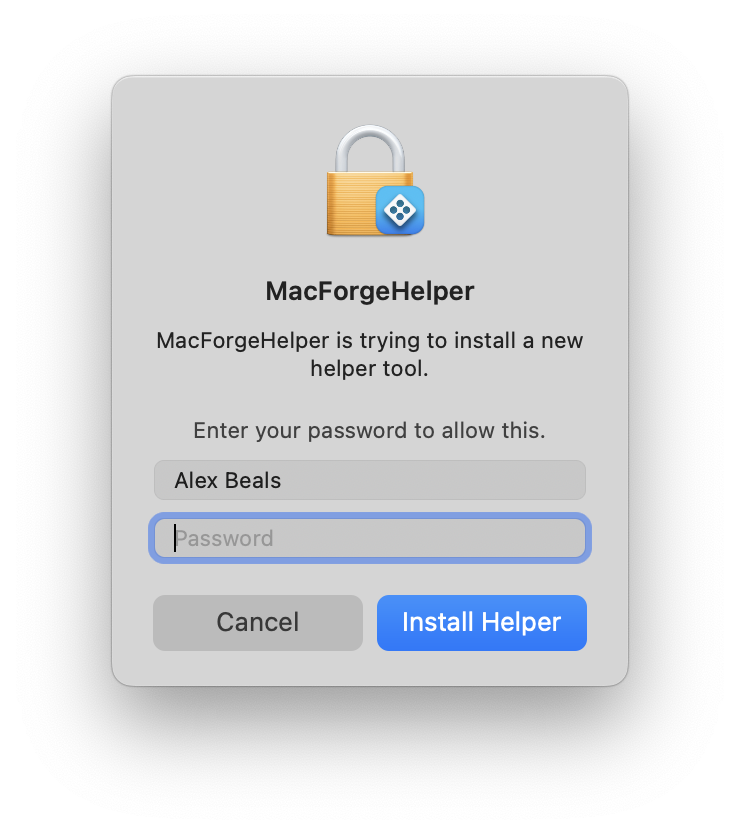 MacForgeHelper
MacForgeHelper is trying to install a new
helper tool.
Enter your password to allow this.
Alex Beals
Password
Cancel
Install Helper